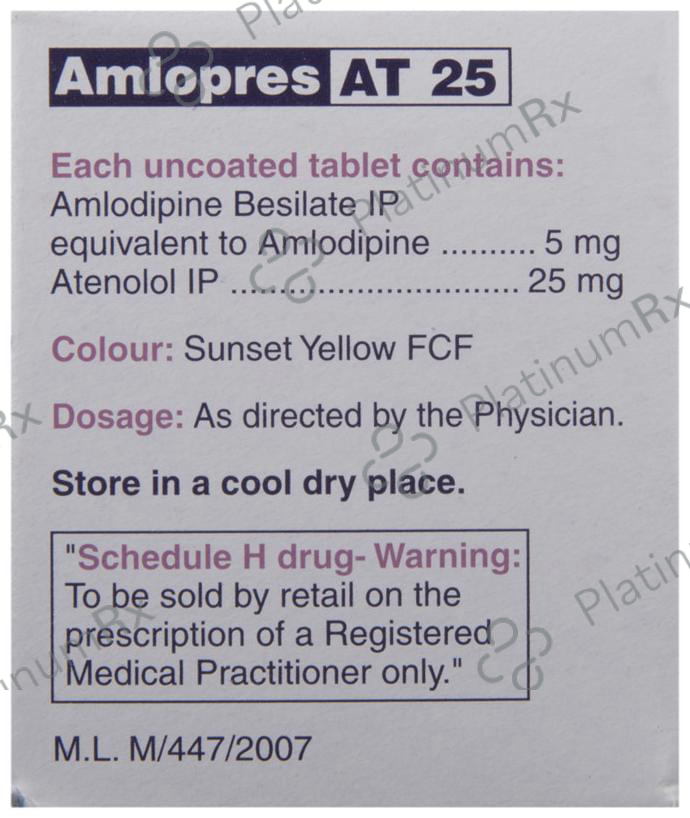 Amlopres AT 25
Each uncoated tablet contains:
Amlodipine Besilate IP
equivalent to Amlodipine .......... 5 mg
Atenolol IP ............................... 25 mg
Colour: Sunset Yellow FCF
Dosage: As directed by the Physician.
Store in a cool dry place.
"Schedule H drug- Warning:
To be sold by retail on the
prescription of a Registered
Medical Practitioner only."
M.L. M/447/2007
PlatinumRx
PlatinumRx